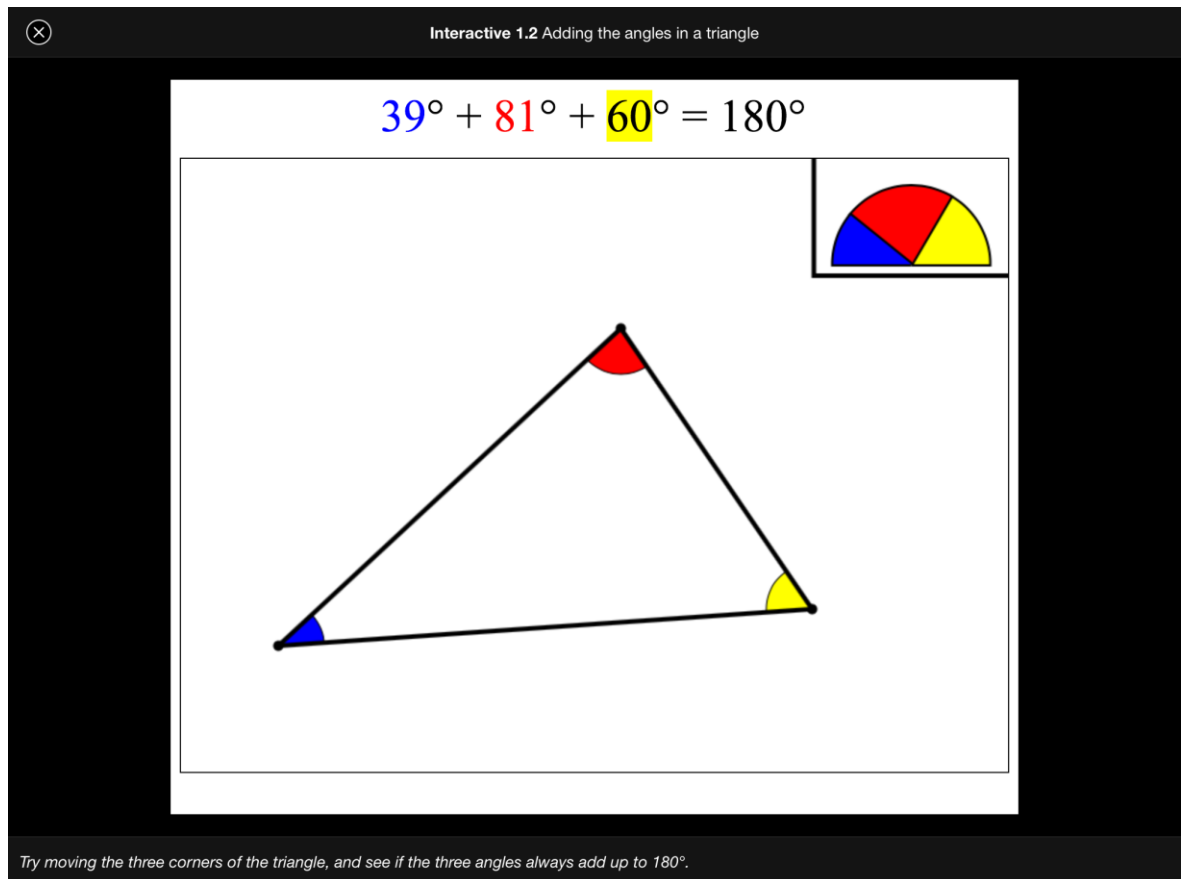 Interactive 1.2 Adding the angles in a triangle
39° + 81° + 60° = 180°
Try moving the three corners of the triangle, and see if the three angles always add up to 180°.